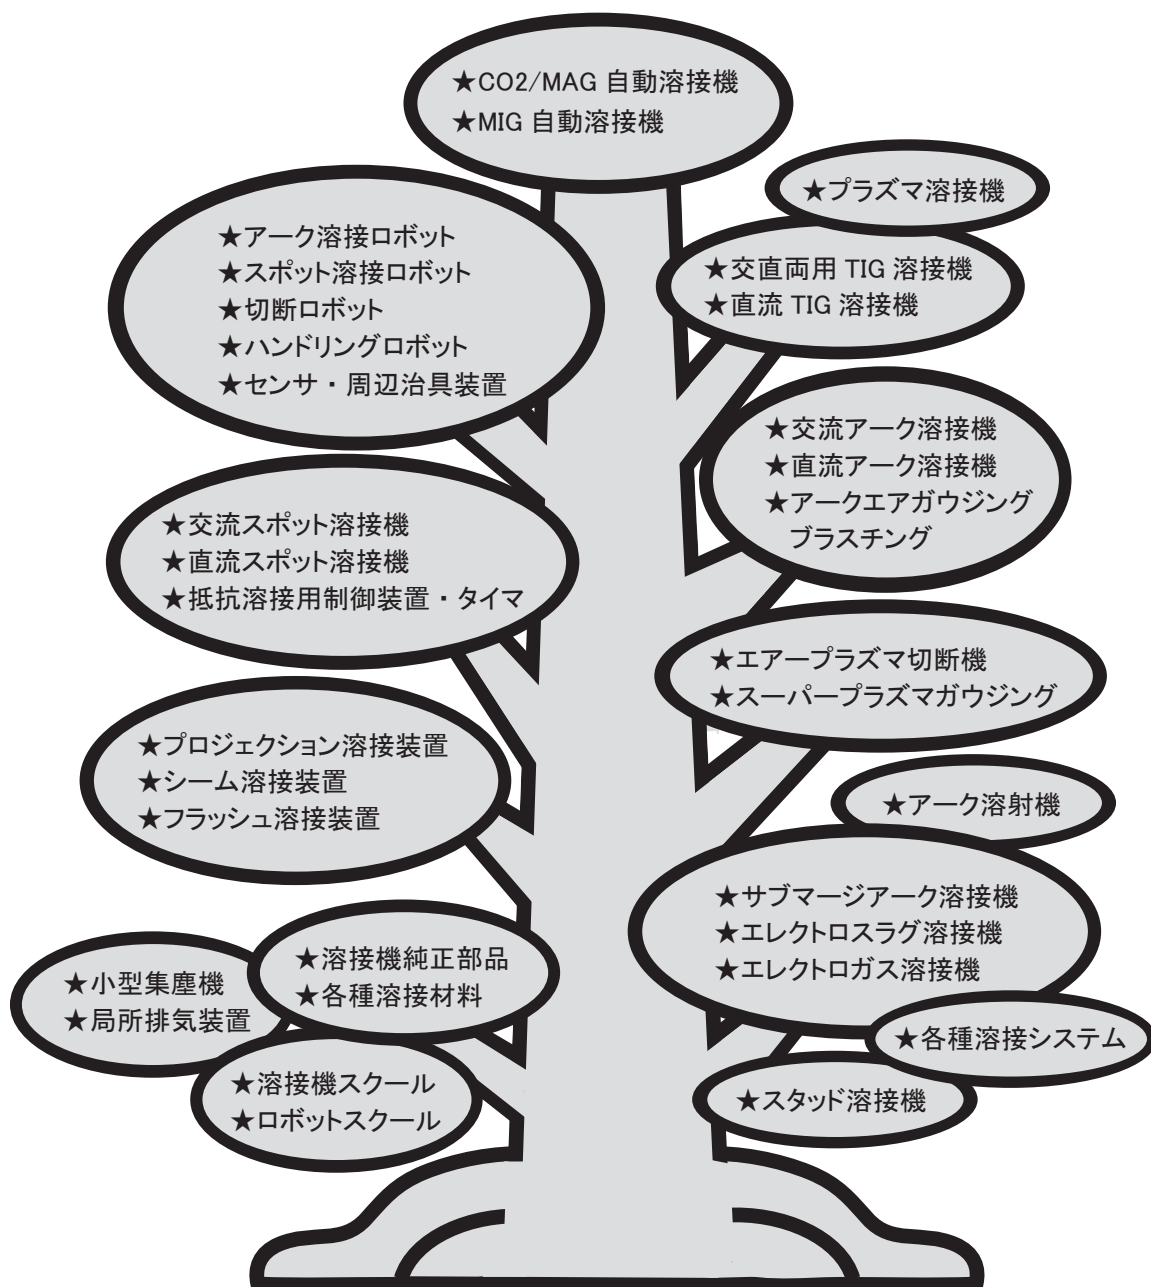 ★CO2/MAG 自動溶接機
★MIG 自動溶接機
★プラズマ溶接機
★交直両用 TIG 溶接機
★直流 TIG 溶接機
★アーク溶接ロボット
★スポット溶接ロボット
★切断ロボット
★ハンドリングロボット
★センサ・周辺治具装置
★交流アーク溶接機
★直流アーク溶接機
★アークエアガウジング
ブラスチング
★交流スポット溶接機
★直流スポット溶接機
★抵抗溶接用制御装置・タイマ
★エアープラズマ切断機
★スーパープラズマガウジング
★プロジェクション溶接装置
★シーム溶接装置
★フラッシュ溶接装置
★アーク溶射機
★サブマージアーク溶接機
★エレクトロスラグ溶接機
★エレクトロガス溶接機
★溶接機純正部品
★各種溶接材料
★小型集塵機
★局所排気装置
★各種溶接システム
★溶接機スクール
★ロボットスクール
★スタッド溶接機